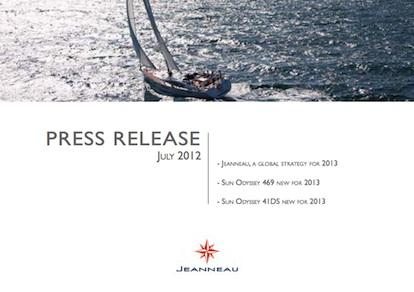 PRESS RELEASE
JULY 2012
- JEANNEAU, A GLOBAL STRATEGY FOR 2013
- SUN ODYSSEY 469 NEW FOR 2013
- SUN ODYSSEY 41DS NEW FOR 2013
JEANNEAU